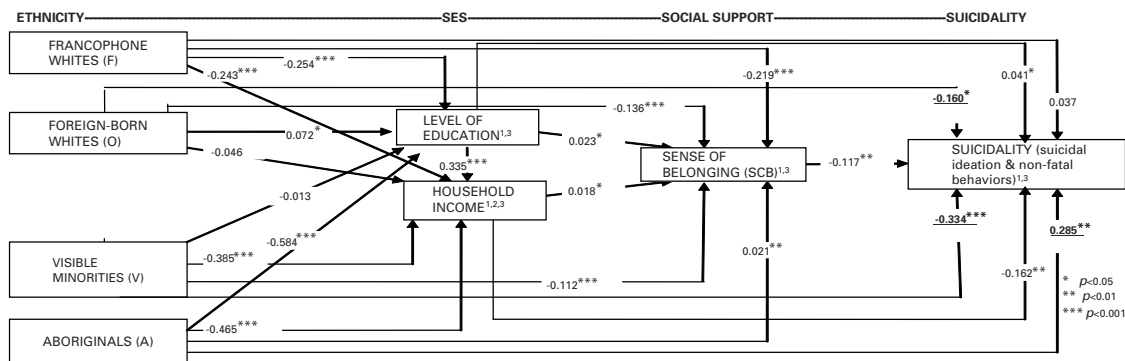 ETHNICITY SES SOCIAL SUPPORT SUICIDALITY
FRANCOPHONE
WHITES (F)
-0.243***
-0.254***
-0.219***
0.041*
0.037
-0.160*
-0.136***
FOREIGN-BORN
WHITES (O)
0.072*
-0.046
LEVEL OF
EDUCATION1,3
0.023*
0.335***
HOUSEHOLD
INCOME1,2,3
0.018*
SENSE OF
BELONGING (SCB)1,3
-0.117**
SUICIDALITY (suicidal
ideation & non-fatal
behaviors)1,3
-0.013
-0.584***
-0.334***
0.285**
VISIBLE
MINORITIES (V)
-0.385***
-0.112***
0.021**
-0.162**
* p<0.05
** p<0.01
*** p<0.001
ABORIGINALS (A)
-0.465***